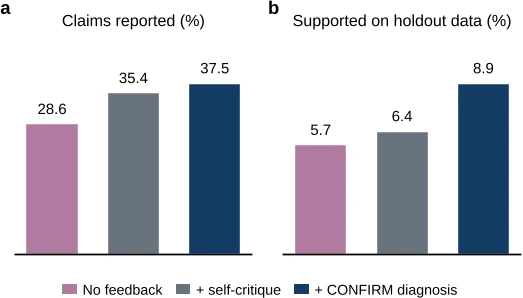 a
Claims reported (%)
28.6
35.4
37.5
b
Supported on holdout data (%)
5.7
6.4
8.9
No feedback
+ self-critique
+ CONFIRM diagnosis